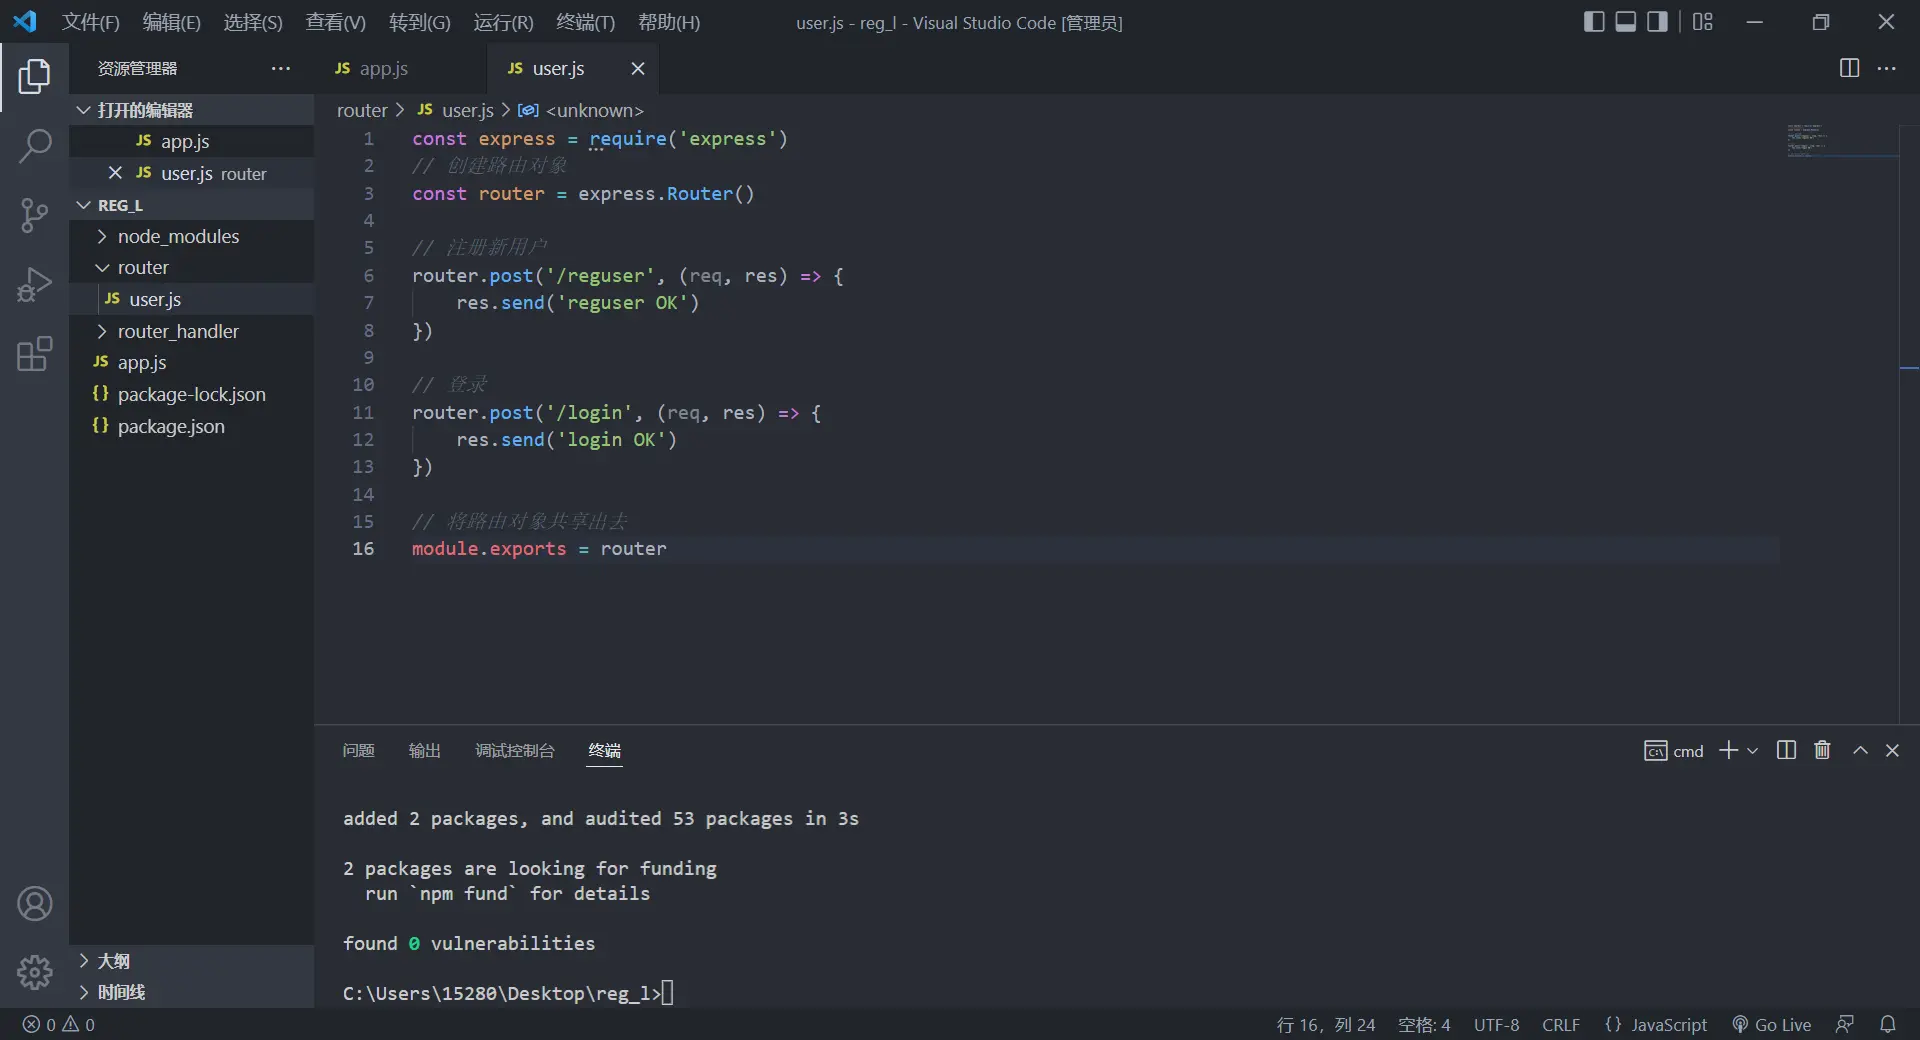 文件(F) 编辑(E) 选择(S) 查看(V) 转到(G) 运行(R) 终端(T) 帮助(H) user.js - reg_l - Visual Studio Code [管理员]
资源管理器
打开的编辑器
JS app.js
JS user.js router
REG_L
node_modules
router
JS user.js
router_handler
JS app.js
{} package-lock.json
{} package.json
大纲
时间线
JS app.js JS user.js
router > JS user.js > <unknown>
1 const express = require('express')
2 // 创建路由对象
3 const router = express.Router()
4
5 // 注册新用户
6 router.post('/reguser', (req, res) => {
7 res.send('reguser OK')
8 })
9
10 // 登录
11 router.post('/login', (req, res) => {
12 res.send('login OK')
13 })
14
15 // 将路由对象共享出去
16 module.exports = router
问题 输出 调试控制台 终端 cmd
added 2 packages, and audited 53 packages in 3s
2 packages are looking for funding
run `npm fund` for details
found 0 vulnerabilities
C:\Users\15280\Desktop\reg_l>
0 0 行 16，列 24 空格: 4 UTF-8 CRLF {} JavaScript Go Live